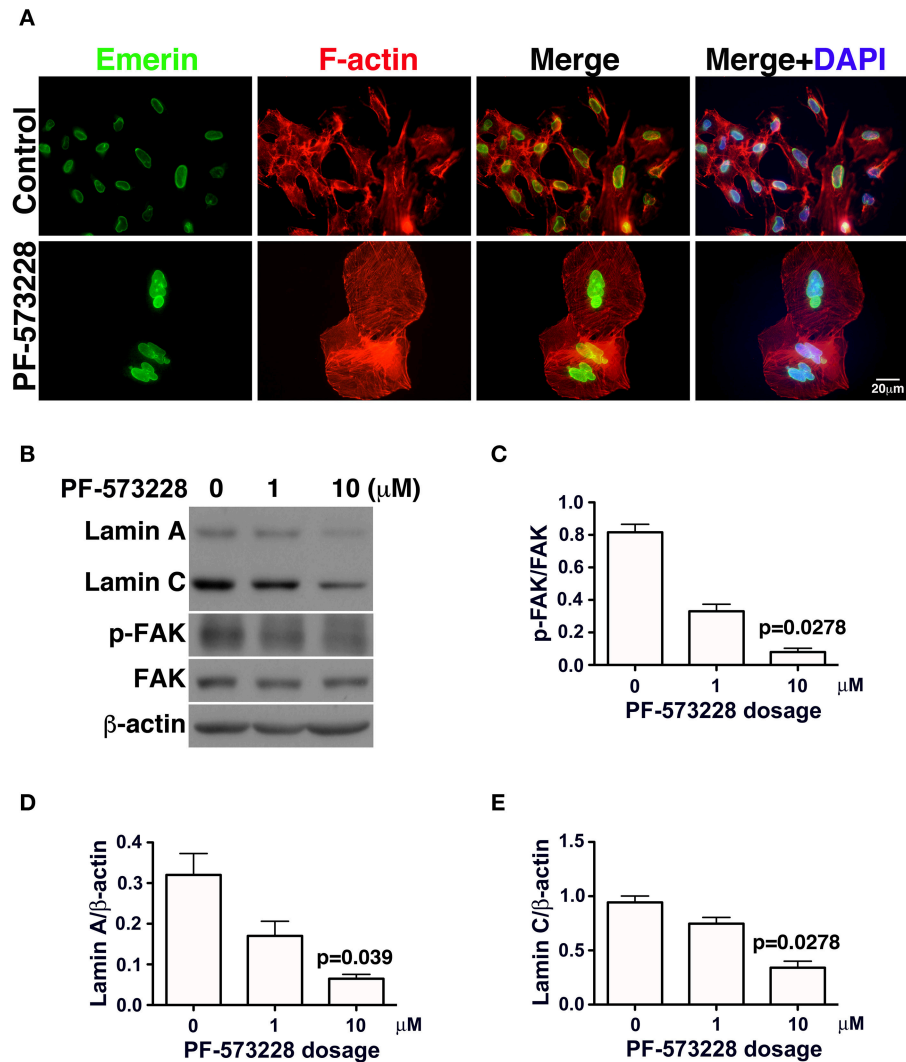 A
Emerin F-actin Merge Merge+DAPI
Control
PF-573228
20μm
B
PF-573228 0 1 10 (μM)
Lamin A
Lamin C
p-FAK
FAK
β-actin
C
p-FAK/FAK
1.0
0.8
0.6
0.4
0.2
0.0
p=0.0278
0 1 10 μM
PF-573228 dosage
D
Lamin A/β-actin
0.4
0.3
0.2
0.1
0.0
p=0.039
0 1 10 μM
PF-573228 dosage
E
Lamin C/β-actin
1.5
1.0
0.5
0.0
p=0.0278
0 1 10 μM
PF-573228 dosage